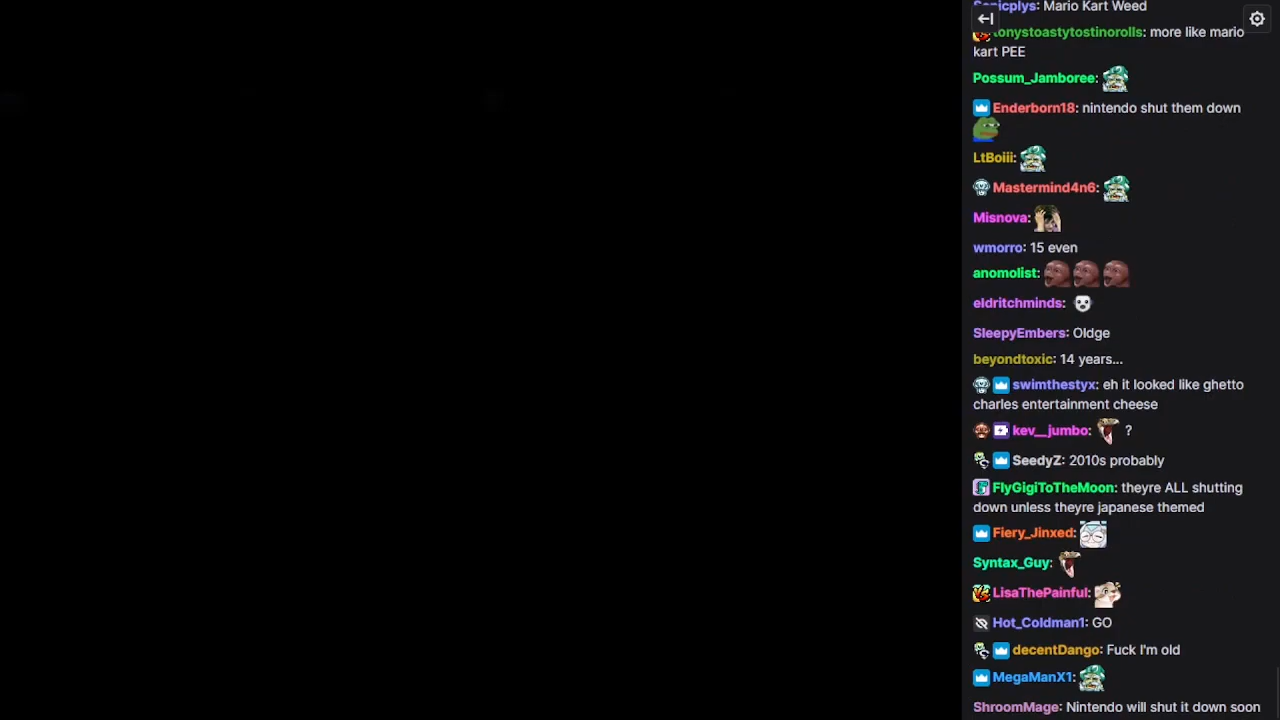 Sonicplys: Mario Kart Weed
tonystoastytostinorolls: more like mario
kart PEE
Possum_Jamboree:
Enderborn18: nintendo shut them down
LtBoiii:
Mastermind4n6:
Misnova:
wmorro: 15 even
anomolist:
eldritchminds:
SleepyEmbers: Oldge
beyondtoxic: 14 years...
swimthestyx: eh it looked like ghetto
charles entertainment cheese
kev__jumbo: ?
SeedyZ: 2010s probably
FlyGigiToTheMoon: theyre ALL shutting
down unless theyre japanese themed
Fiery_Jinxed:
Syntax_Guy:
LisaThePainful:
Hot_Coldman1: GO
decentDango: Fuck I'm old
MegaManX1:
ShroomMage: Nintendo will shut it down soon